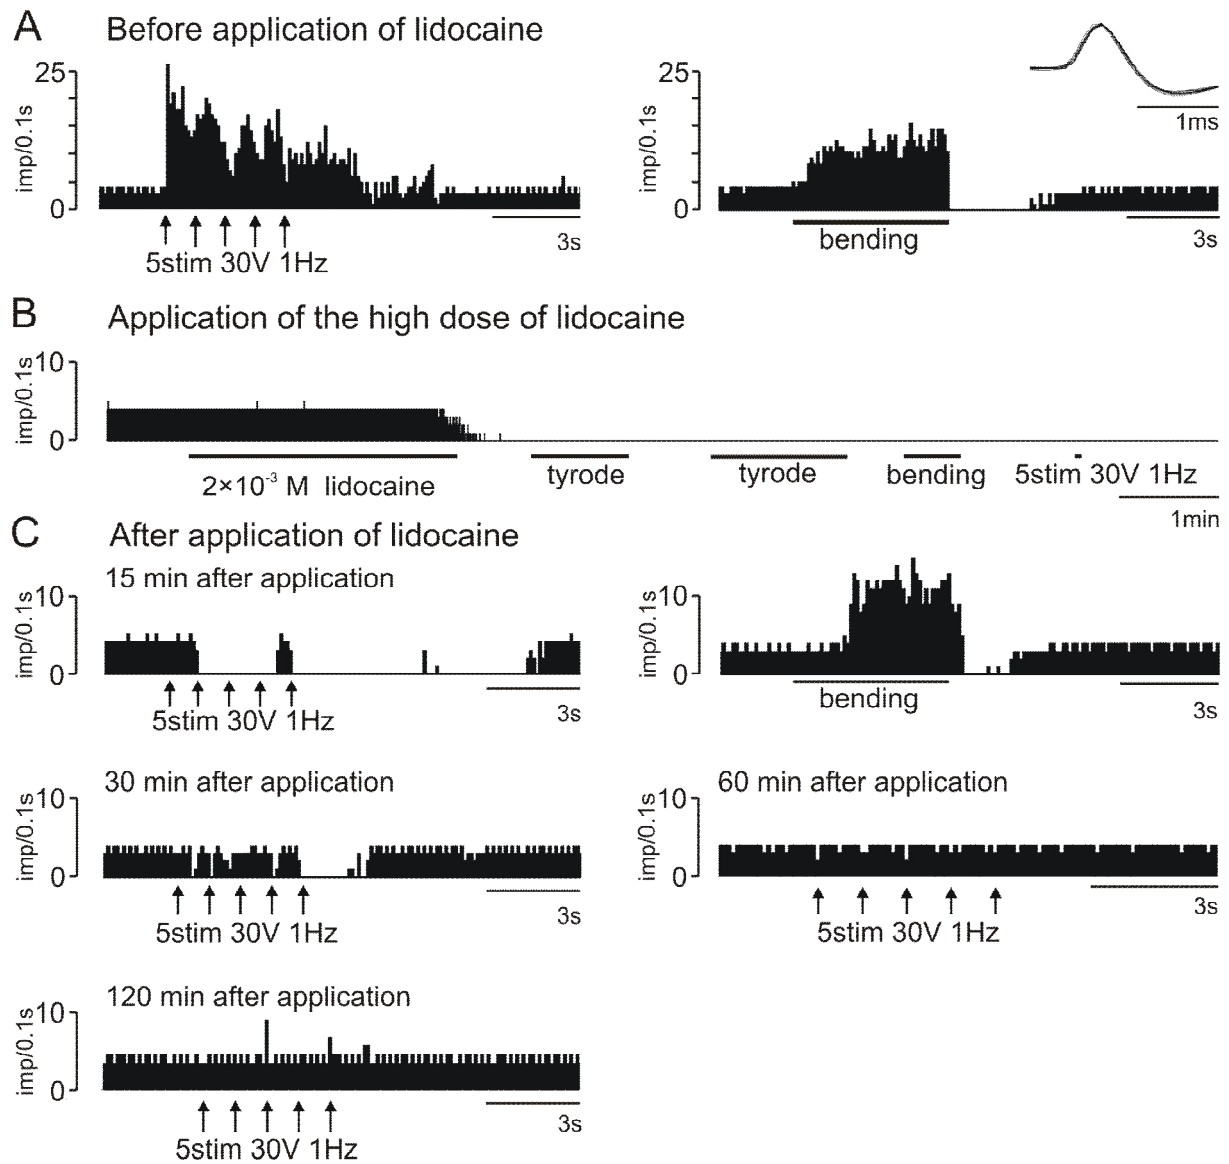 A Before application of lidocaine
25
0
imp/0.1s
5stim 30V 1Hz
3s
25
0
imp/0.1s
bending
1ms
3s
B Application of the high dose of lidocaine
10
0
imp/0.1s
2×10⁻³ M lidocaine
tyrode
tyrode
bending
5stim 30V 1Hz
1min
C After application of lidocaine
15 min after application
10
0
imp/0.1s
5stim 30V 1Hz
3s
10
0
imp/0.1s
bending
3s
30 min after application
10
0
imp/0.1s
5stim 30V 1Hz
3s
60 min after application
10
0
imp/0.1s
5stim 30V 1Hz
3s
120 min after application
10
0
imp/0.1s
5stim 30V 1Hz
3s